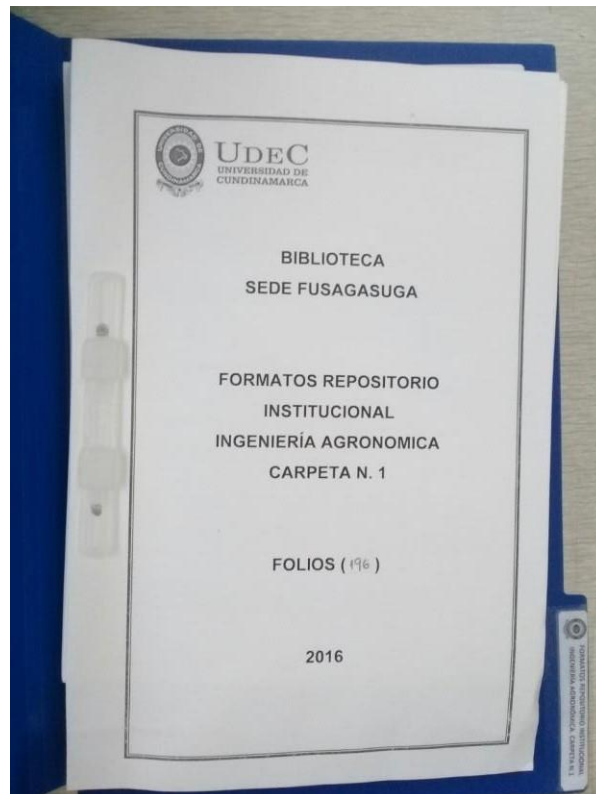 UDEC
UNIVERSIDAD DE
CUNDINAMARCA
BIBLIOTECA
SEDE FUSAGASUGA
FORMATOS REPOSITORIO
INSTITUCIONAL
INGENIERÍA AGRONOMICA
CARPETA N. 1
FOLIOS (196)
2016
FORMATOS REPOSITORIO INSTITUCIONAL
INGENIERÍA AGRONÓMICA CARPETA N.1